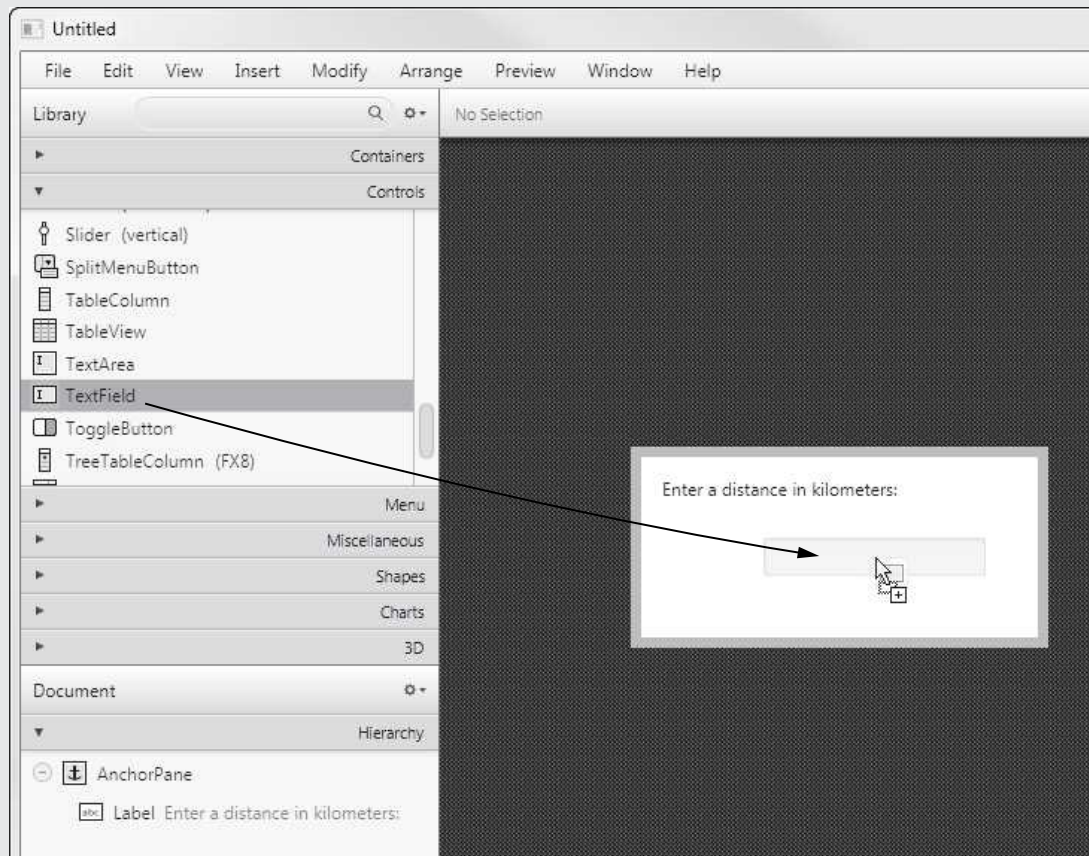 Untitled
File Edit View Insert Modify Arrange Preview Window Help
Library
No Selection
Containers
Controls
Slider (vertical)
SplitMenuButton
TableColumn
TableView
TextArea
TextField
ToggleButton
TreeTableColumn (FX8)
Menu
Miscellaneous
Shapes
Charts
3D
Enter a distance in kilometers:
Document
Hierarchy
AnchorPane
abc Label Enter a distance in kilometers: